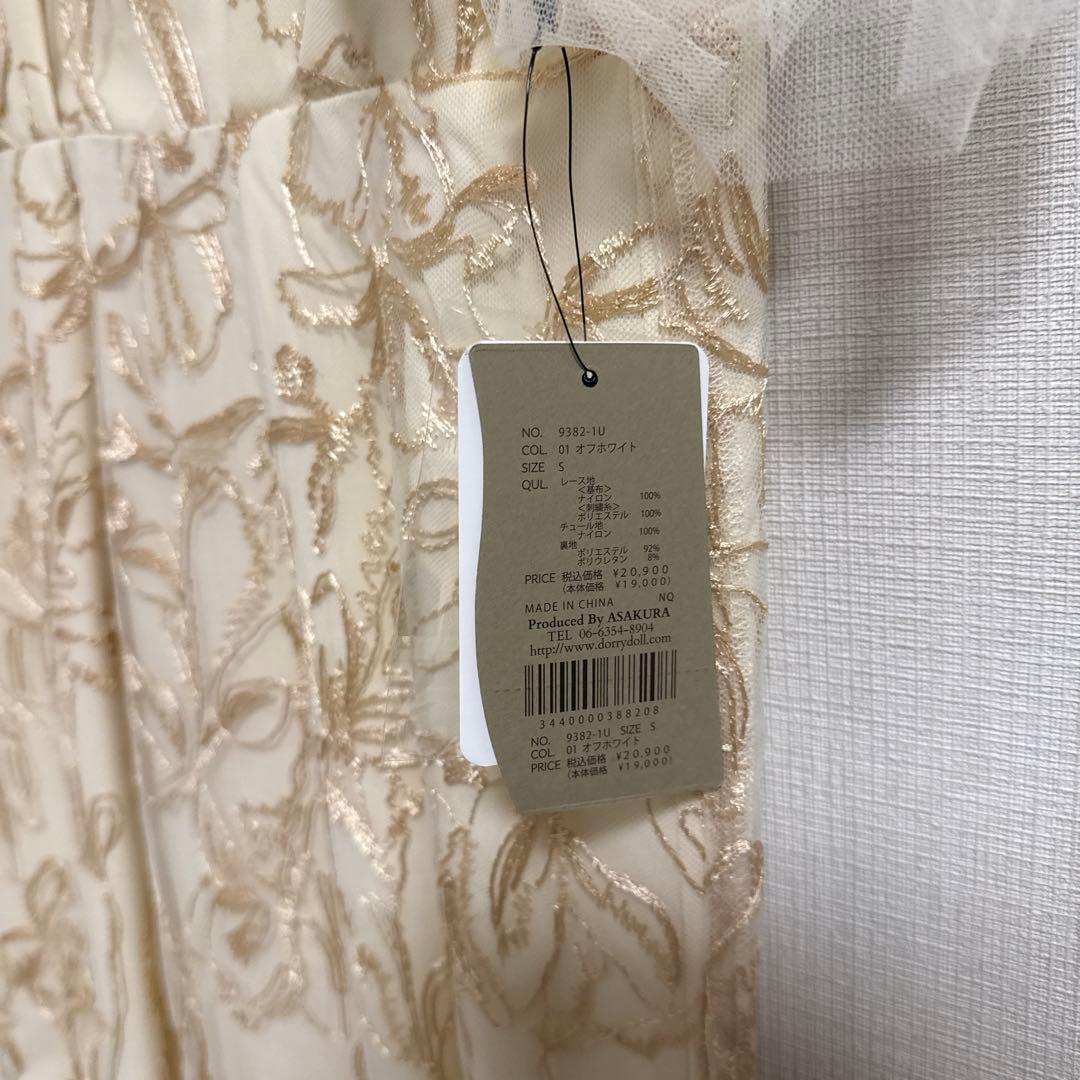 NO. 9382-1U
COL. 01 オフホワイト
SIZE S
QUL. レース地
＜基布＞
ナイロン 100%
＜刺繍糸＞
ポリエステル 100%
チュール地
ナイロン 100%
裏地
ポリエステル 92%
ポリウレタン 8%
PRICE 税込価格 ¥20,900
(本体価格 ¥19,000)
MADE IN CHINA NQ
Produced By ASAKURA
TEL 06-6354-8904
http://www.dorrydoll.com
3440000388208
NO. 9382-1U SIZE S
COL. 01 オフホワイト
PRICE 税込価格 ¥20,900
(本体価格 ¥19,000)